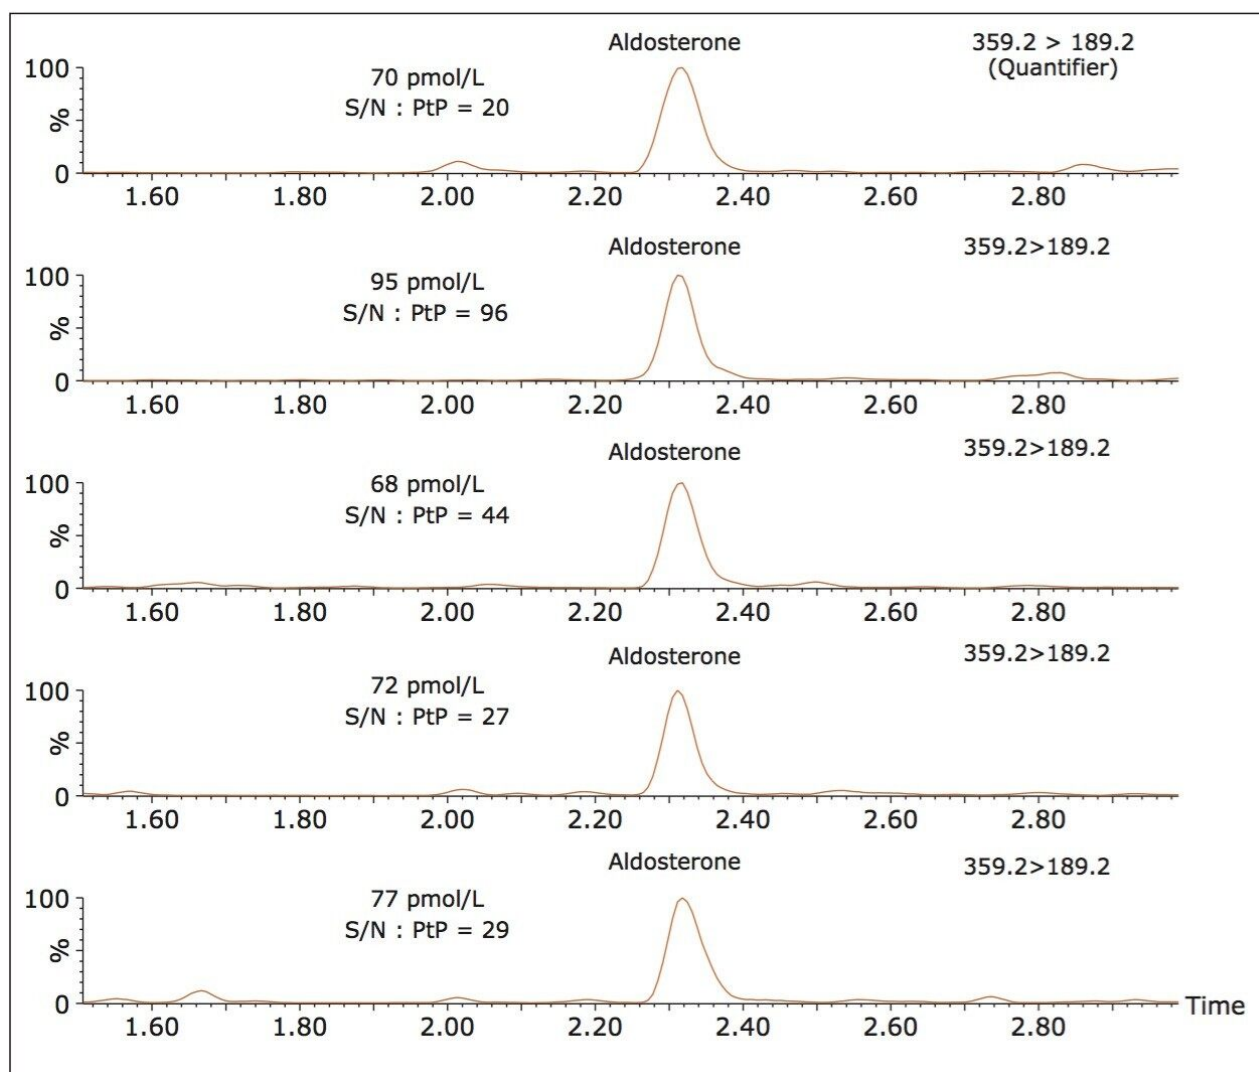 Aldosterone
359.2 > 189.2
(Quantifier)
70 pmol/L
S/N : PtP = 20
100
%
0
1.60 1.80 2.00 2.20 2.40 2.60 2.80
Aldosterone
359.2>189.2
95 pmol/L
S/N : PtP = 96
100
%
0
1.60 1.80 2.00 2.20 2.40 2.60 2.80
Aldosterone
359.2>189.2
68 pmol/L
S/N : PtP = 44
100
%
0
1.60 1.80 2.00 2.20 2.40 2.60 2.80
Aldosterone
359.2>189.2
72 pmol/L
S/N : PtP = 27
100
%
0
1.60 1.80 2.00 2.20 2.40 2.60 2.80
Aldosterone
359.2>189.2
77 pmol/L
S/N : PtP = 29
100
%
0
Time
1.60 1.80 2.00 2.20 2.40 2.60 2.80